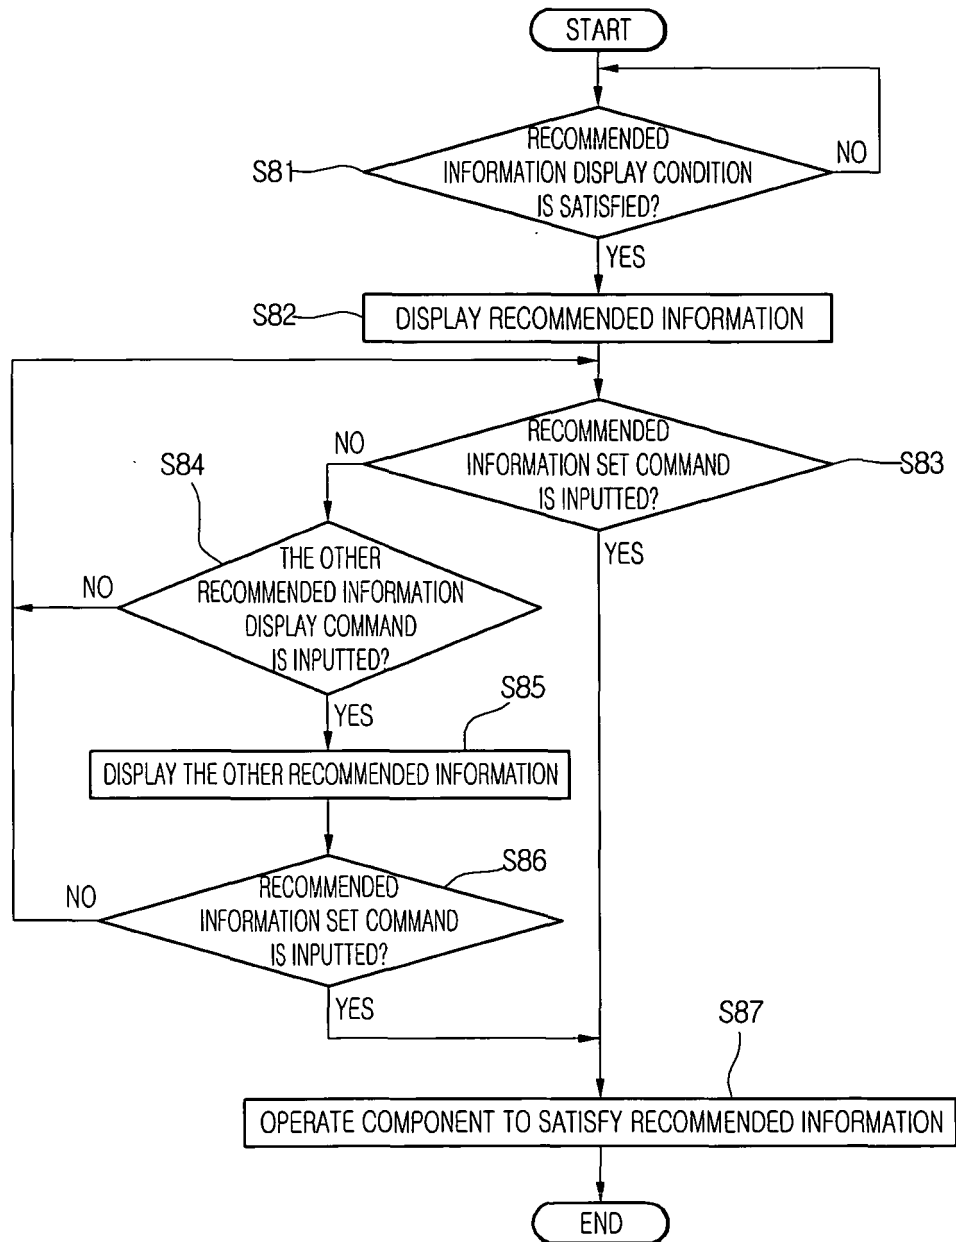 START
RECOMMENDED
INFORMATION DISPLAY CONDITION
IS SATISFIED?
NO
S81
YES
S82
DISPLAY RECOMMENDED INFORMATION
RECOMMENDED
INFORMATION SET COMMAND
IS INPUTTED?
NO
S83
S84
YES
THE OTHER
RECOMMENDED INFORMATION
DISPLAY COMMAND
IS INPUTTED?
NO
YES
S85
DISPLAY THE OTHER RECOMMENDED INFORMATION
S86
RECOMMENDED
INFORMATION SET COMMAND
IS INPUTTED?
NO
YES
S87
OPERATE COMPONENT TO SATISFY RECOMMENDED INFORMATION
END